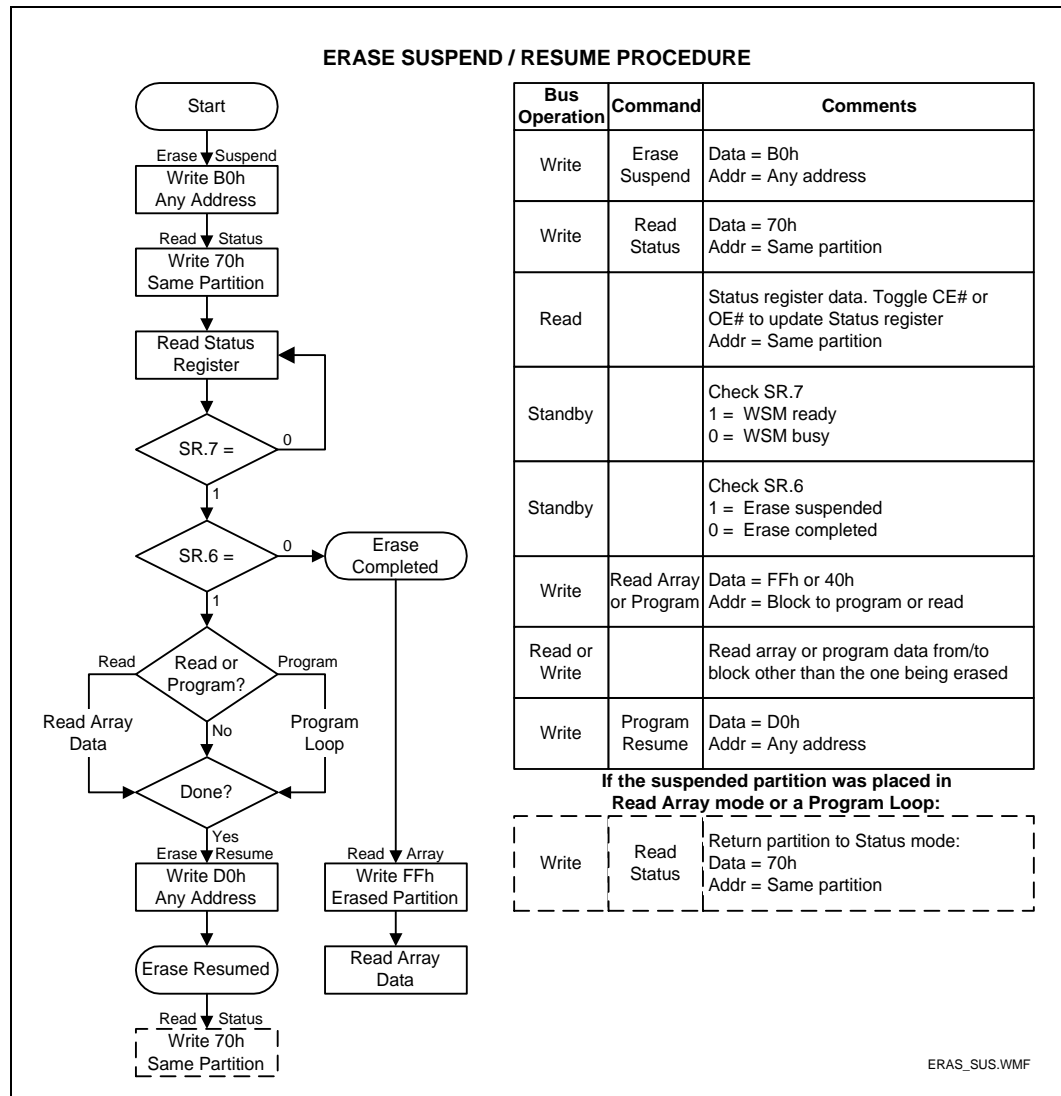 ERASE SUSPEND / RESUME PROCEDURE
Start
Erase Suspend
Write B0h
Any Address
Read Status
Write 70h
Same Partition
Read Status
Register
SR.7 =
0
1
SR.6 =
0
Erase
Completed
1
Read or
Program?
Read
Program
Read Array
Data
No
Program
Loop
Done?
Yes
Erase Resume
Write D0h
Any Address
Read Array
Write FFh
Erased Partition
Erase Resumed
Read Array
Data
Read Status
Write 70h
Same Partition
Bus
Operation
Command
Comments
Write
Erase
Suspend
Data = B0h
Addr = Any address
Write
Read
Status
Data = 70h
Addr = Same partition
Read
Status register data. Toggle CE# or
OE# to update Status register
Addr = Same partition
Standby
Check SR.7
1 = WSM ready
0 = WSM busy
Standby
Check SR.6
1 = Erase suspended
0 = Erase completed
Write
Read Array
or Program
Data = FFh or 40h
Addr = Block to program or read
Read or
Write
Read array or program data from/to
block other than the one being erased
Write
Program
Resume
Data = D0h
Addr = Any address
If the suspended partition was placed in
Read Array mode or a Program Loop:
Write
Read
Status
Return partition to Status mode:
Data = 70h
Addr = Same partition
ERAS_SUS.WMF